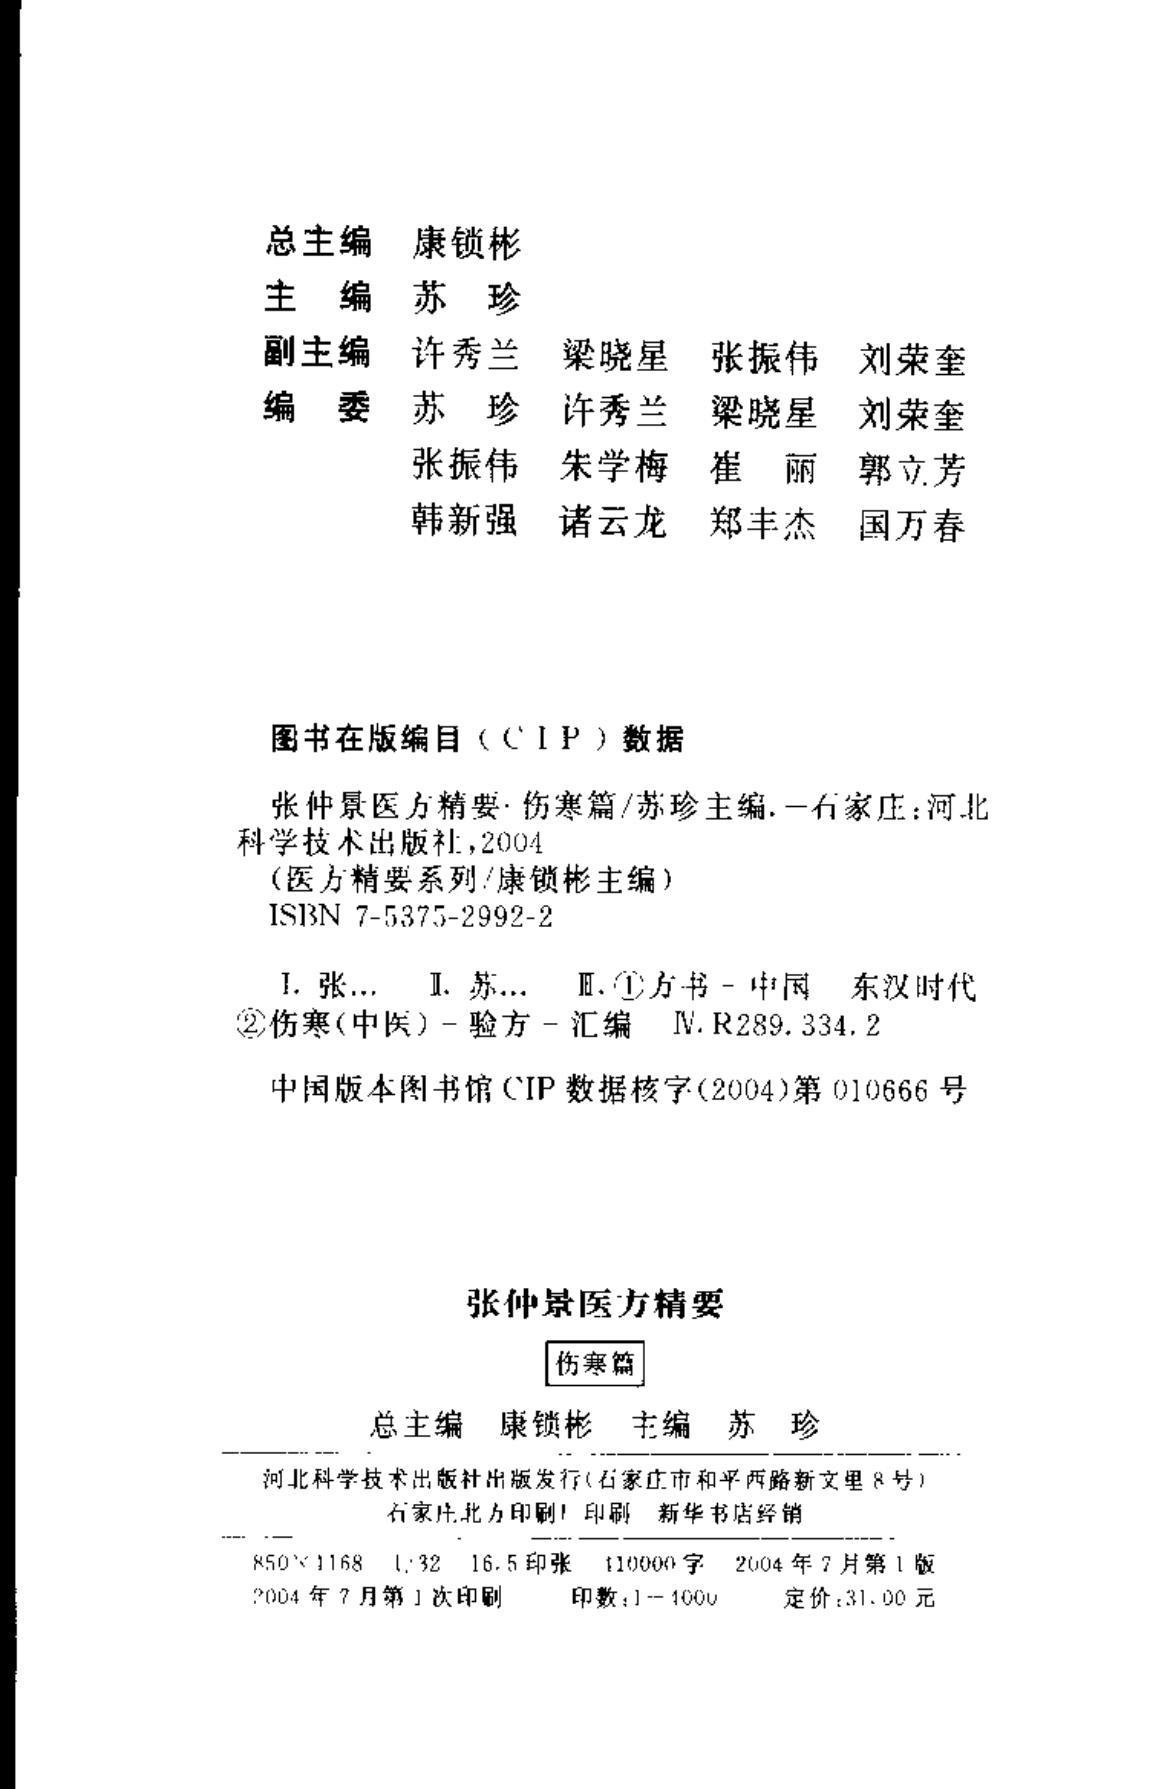 总主编 康锁彬
主 编 苏 珍
副主编 许秀兰 梁晓星 张振伟 刘荣奎
编 委 苏 珍 许秀兰 梁晓星 刘荣奎
张振伟 朱学梅 崔 丽 郭立芳
韩新强 诸云龙 郑丰杰 国万春
图书在版编目（CIP）数据
张仲景医方精要·伤寒篇/苏珍主编.—石家庄:河北
科学技术出版社,2004
(医方精要系列/康锁彬主编)
ISBN 7-5375-2992-2
Ⅰ. 张… Ⅱ. 苏… Ⅲ.①方书-中国 东汉时代
②伤寒(中医)-验方-汇编 Ⅳ.R289.334.2
中国版本图书馆CIP数据核字(2004)第010666号
张仲景医方精要
伤寒篇
总主编 康锁彬 主编 苏 珍
河北科学技术出版社出版发行(石家庄市和平西路新文里8号)
石家庄北方印刷厂印刷 新华书店经销
850×1168 1/32 16.5印张 410000字 2004年7月第1版
2004年7月第1次印刷 印数:1—4000 定价:31.00元